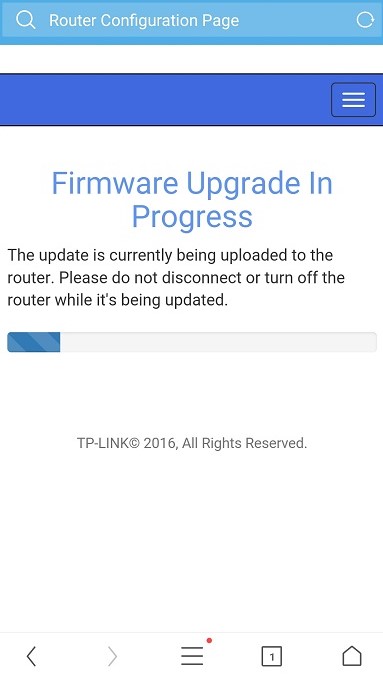 Router Configuration Page
Firmware Upgrade In
Progress
The update is currently being uploaded to the
router. Please do not disconnect or turn off the
router while it's being updated.
TP-LINK© 2016, All Rights Reserved.
1